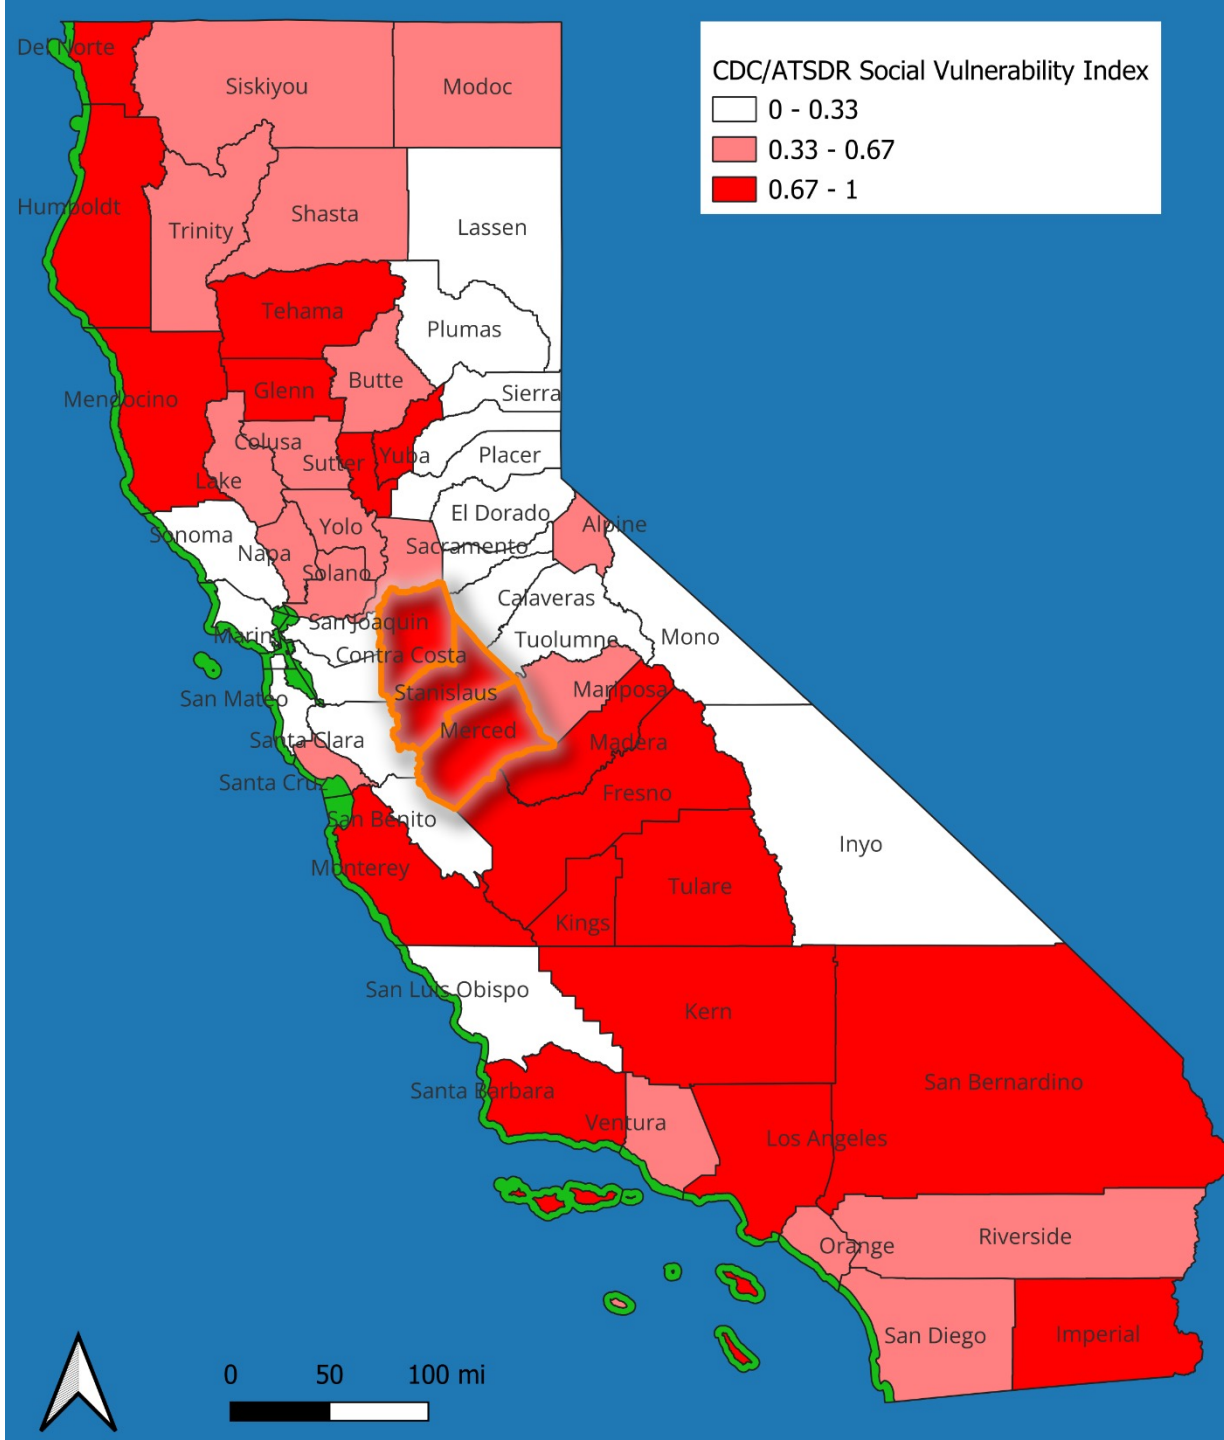 CDC/ATSDR Social Vulnerability Index
0 - 0.33
0.33 - 0.67
0.67 - 1
Del Norte
Siskiyou
Modoc
Humboldt
Trinity
Shasta
Lassen
Tehama
Plumas
Mendocino
Glenn
Butte
Sierra
Colusa
Sutter
Yuba
Placer
Lake
El Dorado
Sonoma
Napa
Yolo
Sacramento
Alpine
Solano
Calaveras
Marin
San Joaquin
Tuolumne
Mono
Contra Costa
San Mateo
Stanislaus
Mariposa
Santa Clara
Merced
Madera
Santa Cruz
Fresno
San Benito
Inyo
Monterey
Tulare
Kings
San Luis Obispo
Kern
Santa Barbara
San Bernardino
Ventura
Los Angeles
Orange
Riverside
San Diego
Imperial
0 50 100 mi